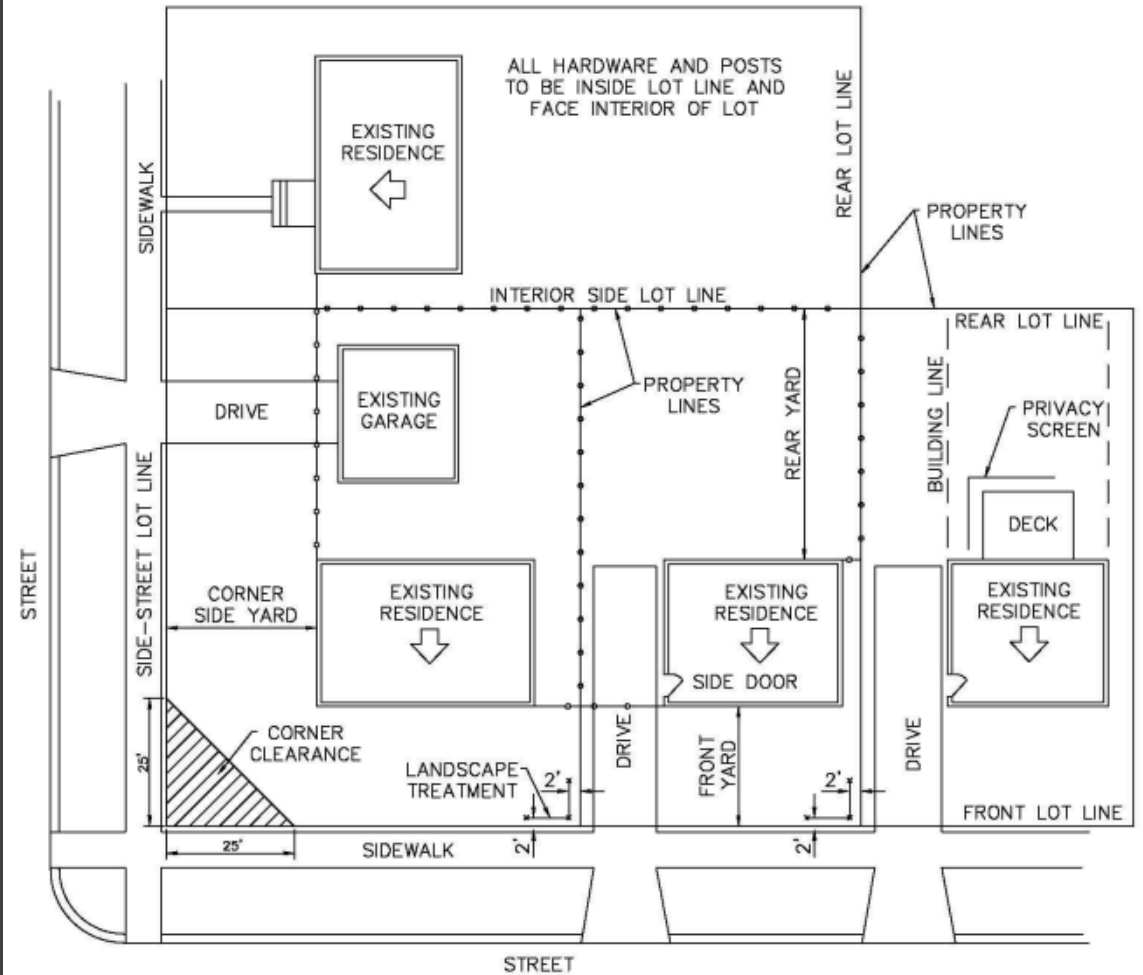 ALL HARDWARE AND POSTS
TO BE INSIDE LOT LINE AND
FACE INTERIOR OF LOT
REAR LOT LINE
EXISTING
RESIDENCE
SIDEWALK
PROPERTY
LINES
INTERIOR SIDE LOT LINE
REAR LOT LINE
DRIVE
EXISTING
GARAGE
PROPERTY
LINES
REAR YARD
BUILDING LINE
PRIVACY
SCREEN
DECK
STREET
SIDE-STREET LOT LINE
CORNER
SIDE YARD
EXISTING
RESIDENCE
EXISTING
RESIDENCE
SIDE DOOR
EXISTING
RESIDENCE
25'
CORNER
CLEARANCE
LANDSCAPE
TREATMENT
2'
DRIVE
FRONT
YARD
2'
DRIVE
FRONT LOT LINE
25'
SIDEWALK
2'
2'
STREET